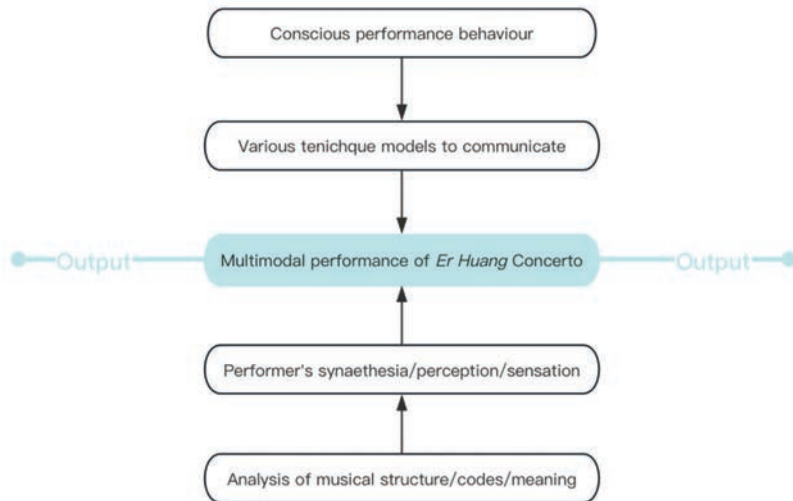 Conscious performance behaviour
Various tenichque models to communicate
Output Multimodal performance of Er Huang Concerto Output
Performer's synaethesia/perception/sensation
Analysis of musical structure/codes/meaning